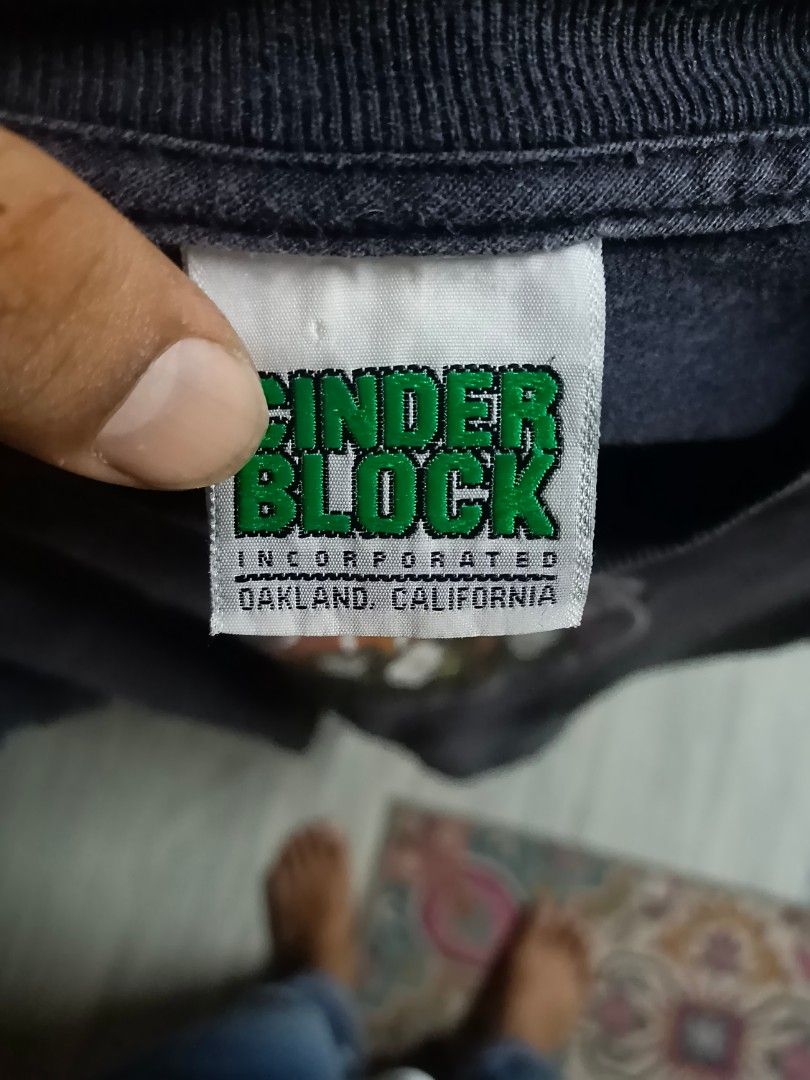 CINDER
BLOCK
INCORPORATED
OAKLAND, CALIFORNIA